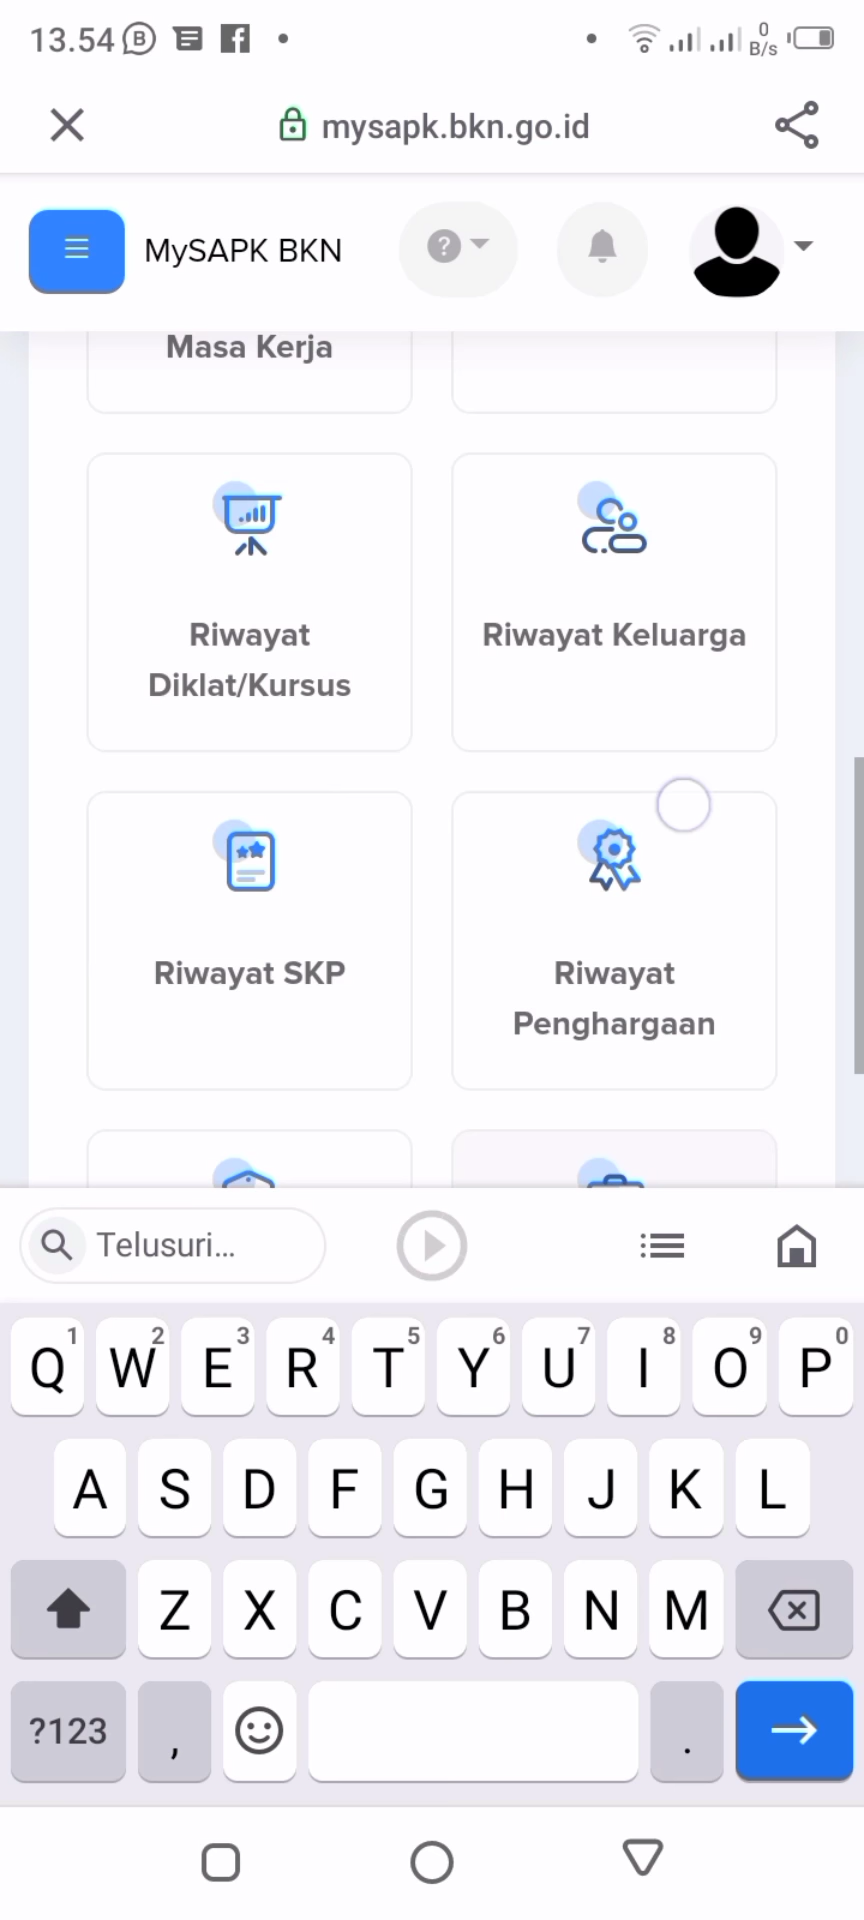 13.54
0
B/s
mysapk.bkn.go.id
MySAPK BKN
Masa Kerja
Riwayat
Diklat/Kursus
Riwayat Keluarga
Riwayat SKP
Riwayat
Penghargaan
Telusuri...
1 2 3 4 5 6 7 8 9 0
Q W E R T Y U I O P
A S D F G H J K L
Z X C V B N M
?123 , .